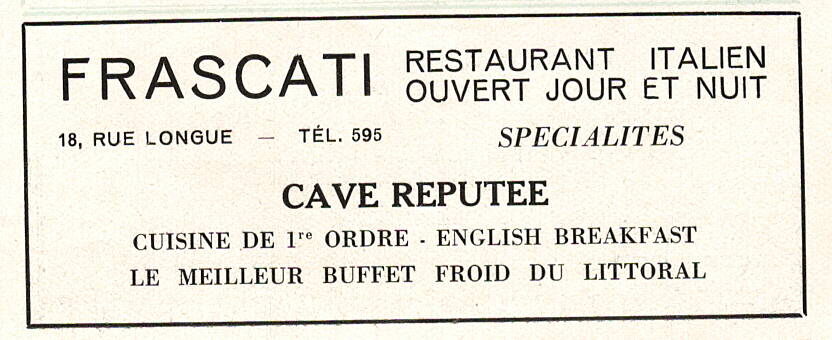 FRASCATI
RESTAURANT ITALIEN
OUVERT JOUR ET NUIT
18, RUE LONGUE — TÉL. 595
SPECIALITES
CAVE REPUTEE
CUISINE DE 1re ORDRE - ENGLISH BREAKFAST
LE MEILLEUR BUFFET FROID DU LITTORAL